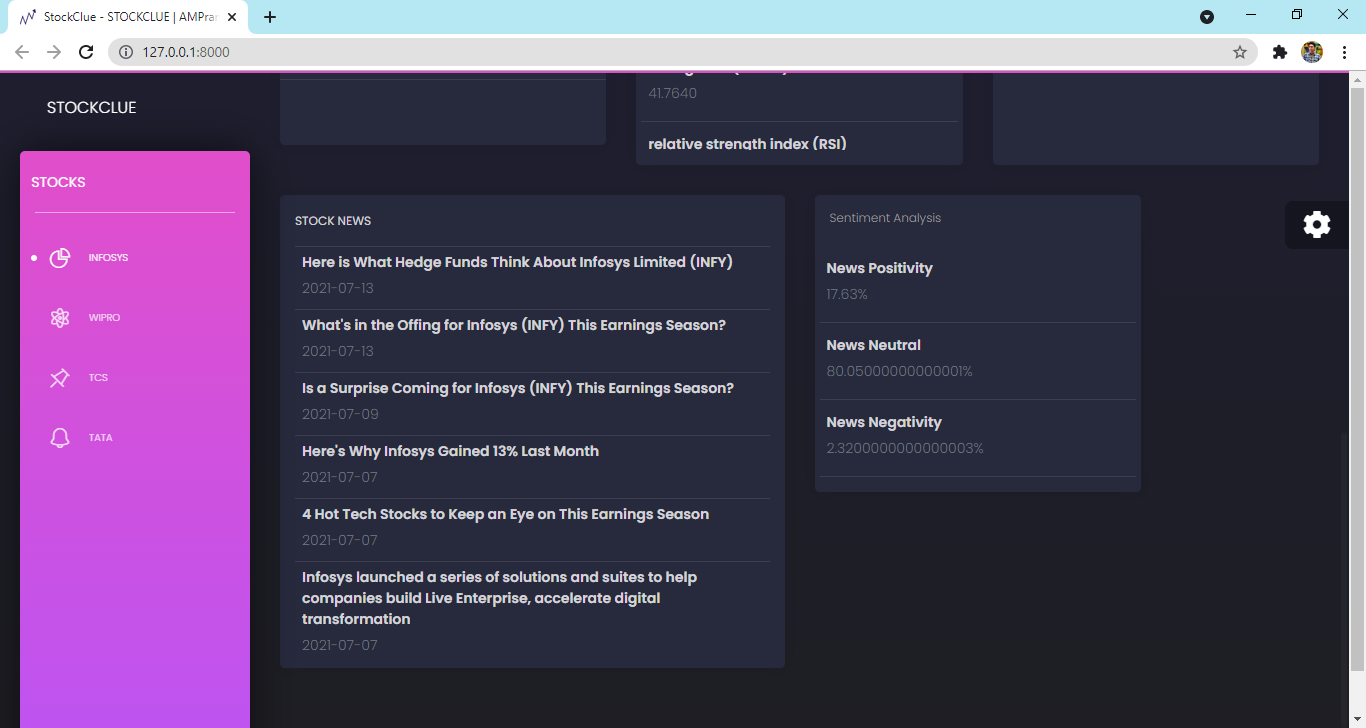 StockClue - STOCKCLUE | AMPra
127.0.0.1:8000
STOCKCLUE
STOCKS
INFOSYS
WIPRO
TCS
TATA
41.7640
relative strength index (RSI)
STOCK NEWS
Here is What Hedge Funds Think About Infosys Limited (INFY)
2021-07-13
What's in the Offing for Infosys (INFY) This Earnings Season?
2021-07-13
Is a Surprise Coming for Infosys (INFY) This Earnings Season?
2021-07-09
Here's Why Infosys Gained 13% Last Month
2021-07-07
4 Hot Tech Stocks to Keep an Eye on This Earnings Season
2021-07-07
Infosys launched a series of solutions and suites to help
companies build Live Enterprise, accelerate digital
transformation
2021-07-07
Sentiment Analysis
News Positivity
17.63%
News Neutral
80.05000000000001%
News Negativity
2.3200000000000003%